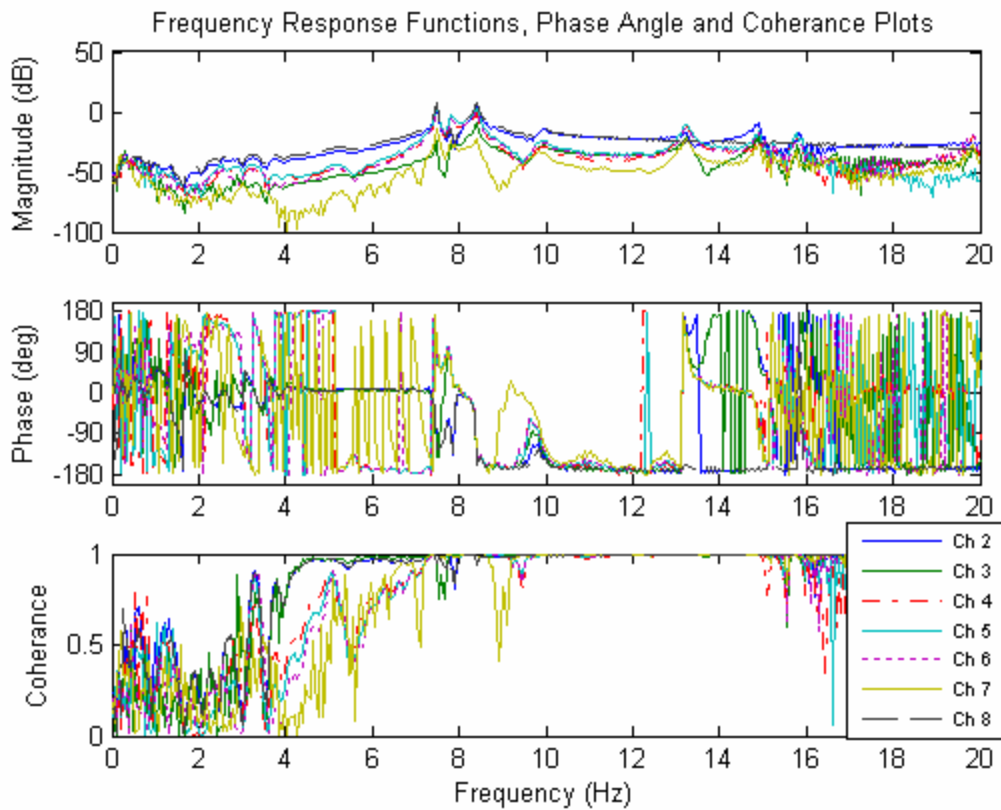 Frequency Response Functions, Phase Angle and Coherance Plots
Magnitude (dB)
50
0
-50
-100
0 2 4 6 8 10 12 14 16 18 20
Phase (deg)
180
90
0
-90
-180
0 2 4 6 8 10 12 14 16 18 20
Coherance
1
0.5
0
0 2 4 6 8 10 12 14 16 18 20
Frequency (Hz)
Ch 2
Ch 3
Ch 4
Ch 5
Ch 6
Ch 7
Ch 8